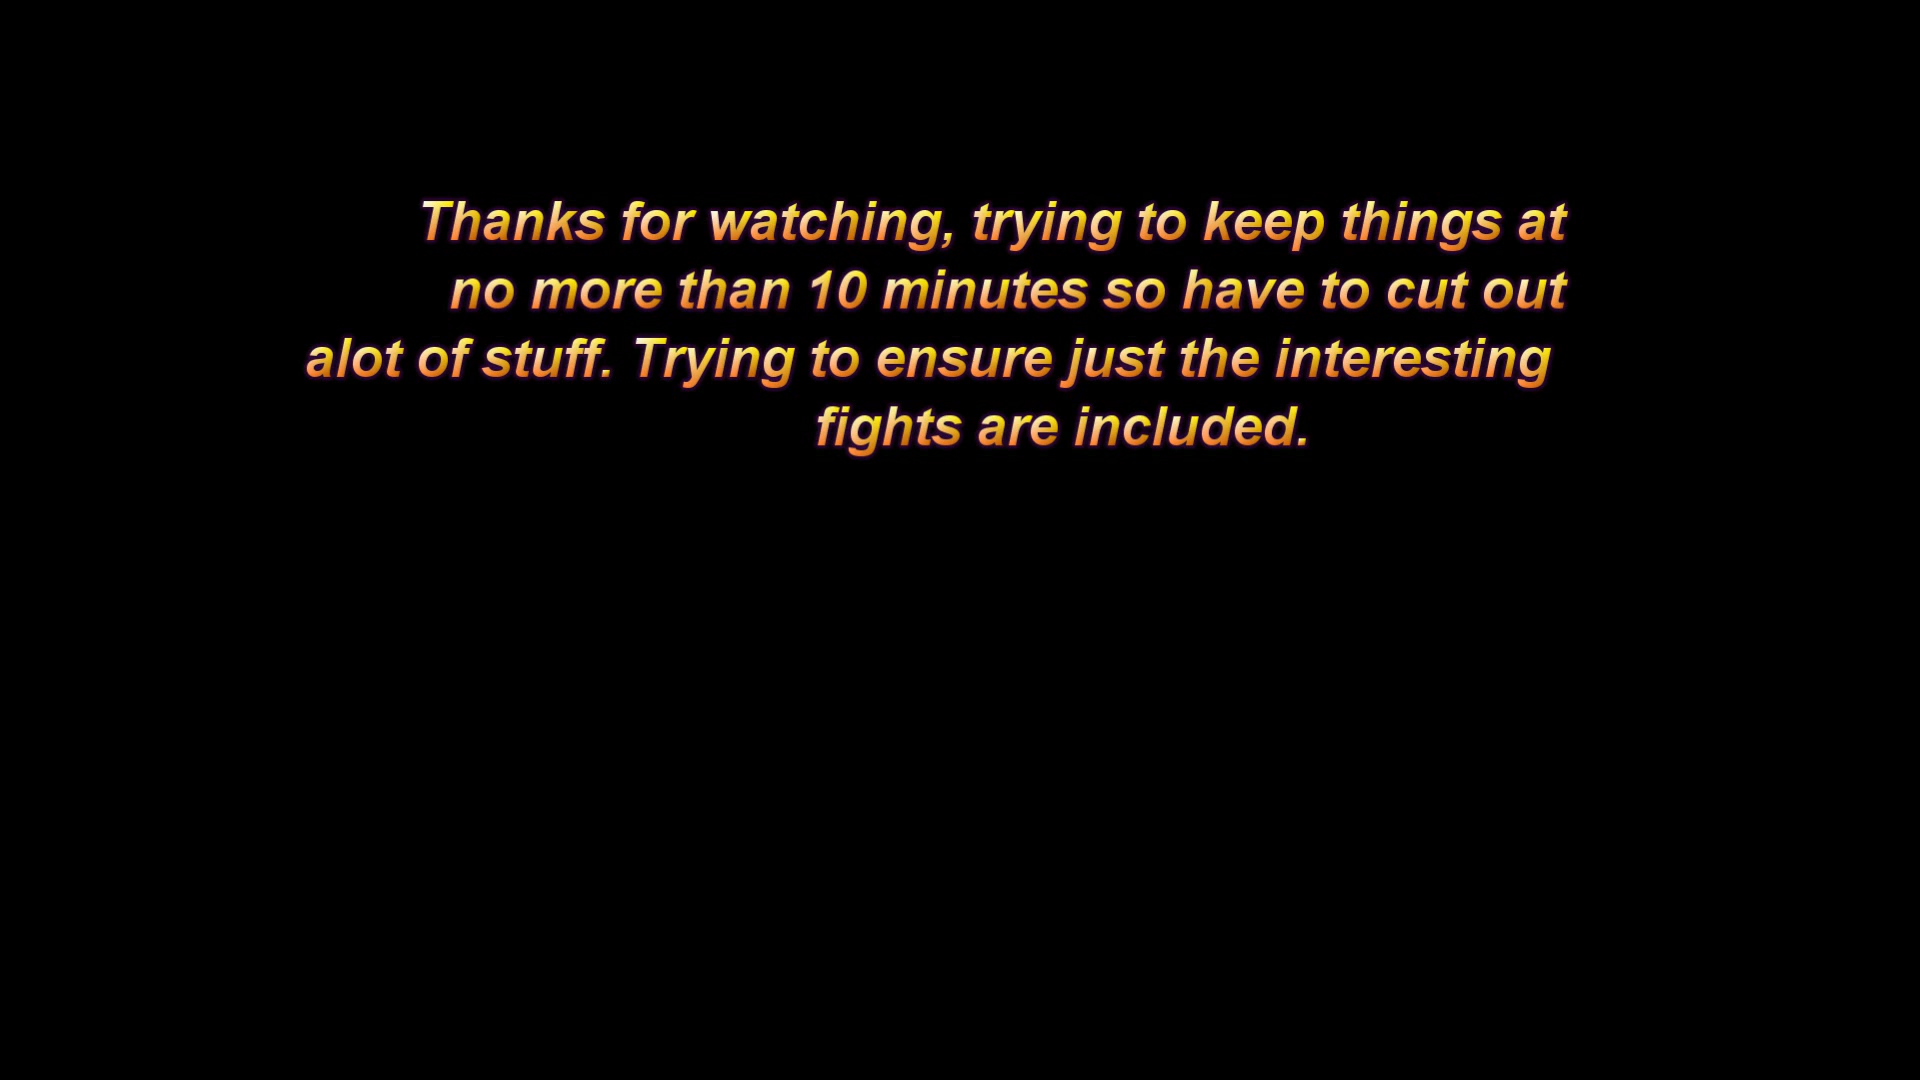 Thanks for watching, trying to keep things at
no more than 10 minutes so have to cut out
alot of stuff. Trying to ensure just the interesting
fights are included.